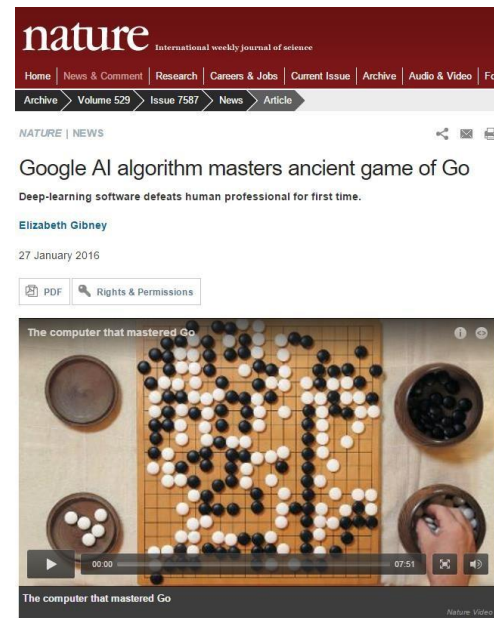 nature International weekly journal of science
Home News & Comment Research Careers & Jobs Current Issue Archive Audio & Video Fo
Archive Volume 529 Issue 7587 News Article
NATURE | NEWS
Google AI algorithm masters ancient game of Go
Deep-learning software defeats human professional for first time.
Elizabeth Gibney
27 January 2016
PDF Rights & Permissions
The computer that mastered Go
00:00 07:51
The computer that mastered Go
Nature Video